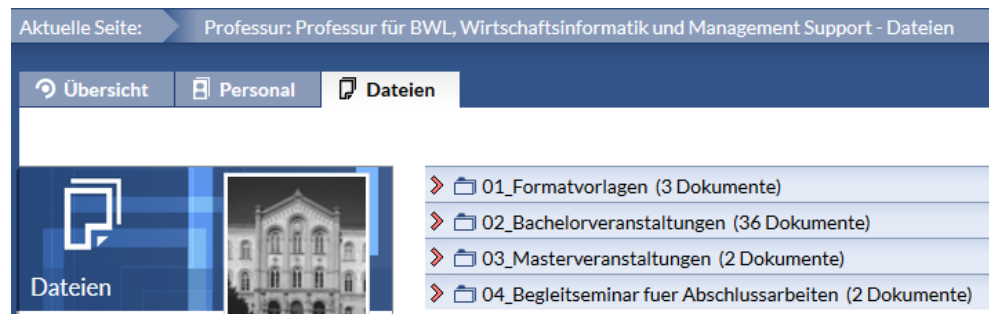 Aktuelle Seite: Professur: Professur für BWL, Wirtschaftsinformatik und Management Support - Dateien
Übersicht Personal Dateien
Dateien
01_Formatvorlagen (3 Dokumente)
02_Bachelorveranstaltungen (36 Dokumente)
03_Masterveranstaltungen (2 Dokumente)
04_Begleitseminar fuer Abschlussarbeiten (2 Dokumente)